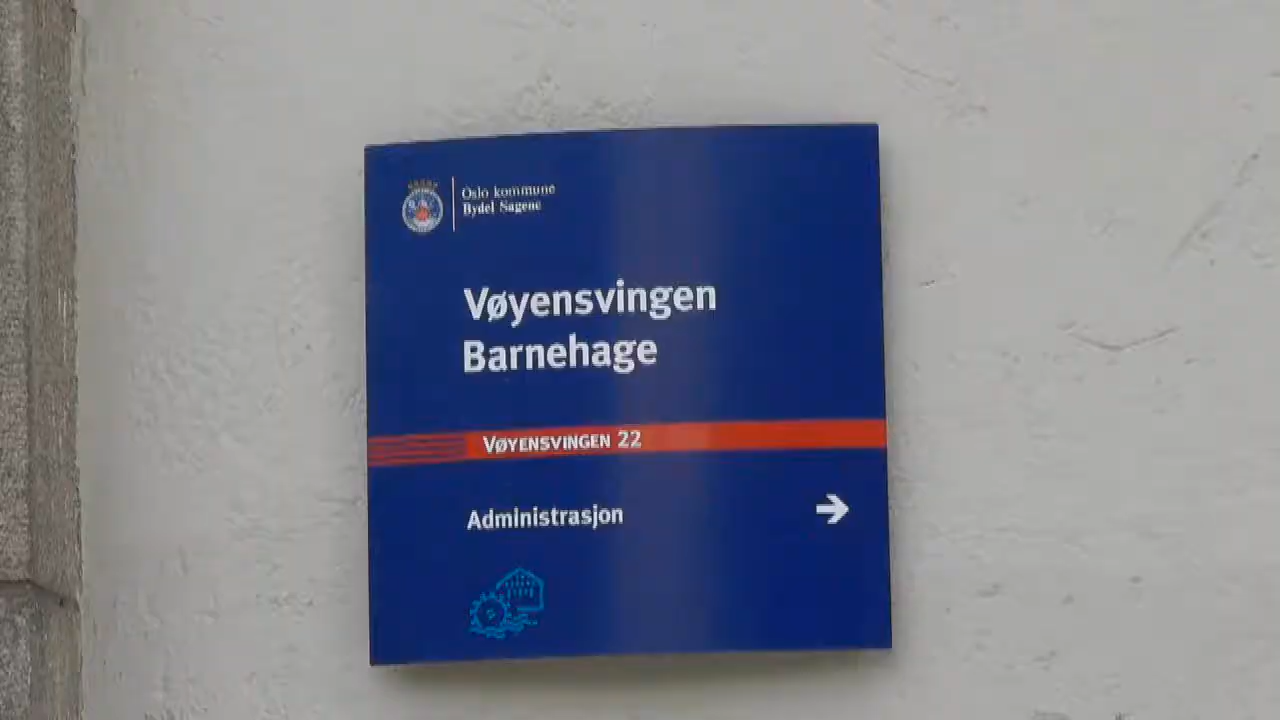 Oslo kommune
Bydel Sagene
Vøyensvingen
Barnehage
VØYENSVINGEN 22
Administrasjon